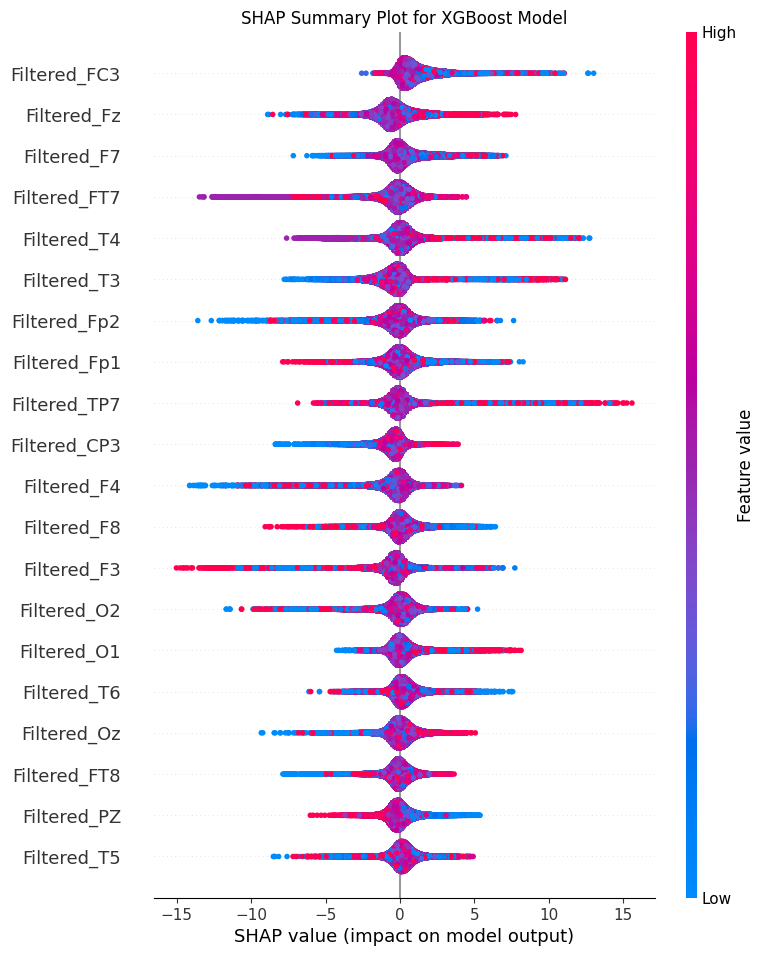 SHAP Summary Plot for XGBoost Model
High
Filtered_FC3
Filtered_Fz
Filtered_F7
Filtered_FT7
Filtered_T4
Filtered_T3
Filtered_Fp2
Filtered_Fp1
Filtered_TP7
Filtered_CP3
Filtered_F4
Filtered_F8
Filtered_F3
Filtered_O2
Filtered_O1
Filtered_T6
Filtered_Oz
Filtered_FT8
Filtered_PZ
Filtered_T5
Feature value
Low
−15 −10 −5 0 5 10 15
SHAP value (impact on model output)